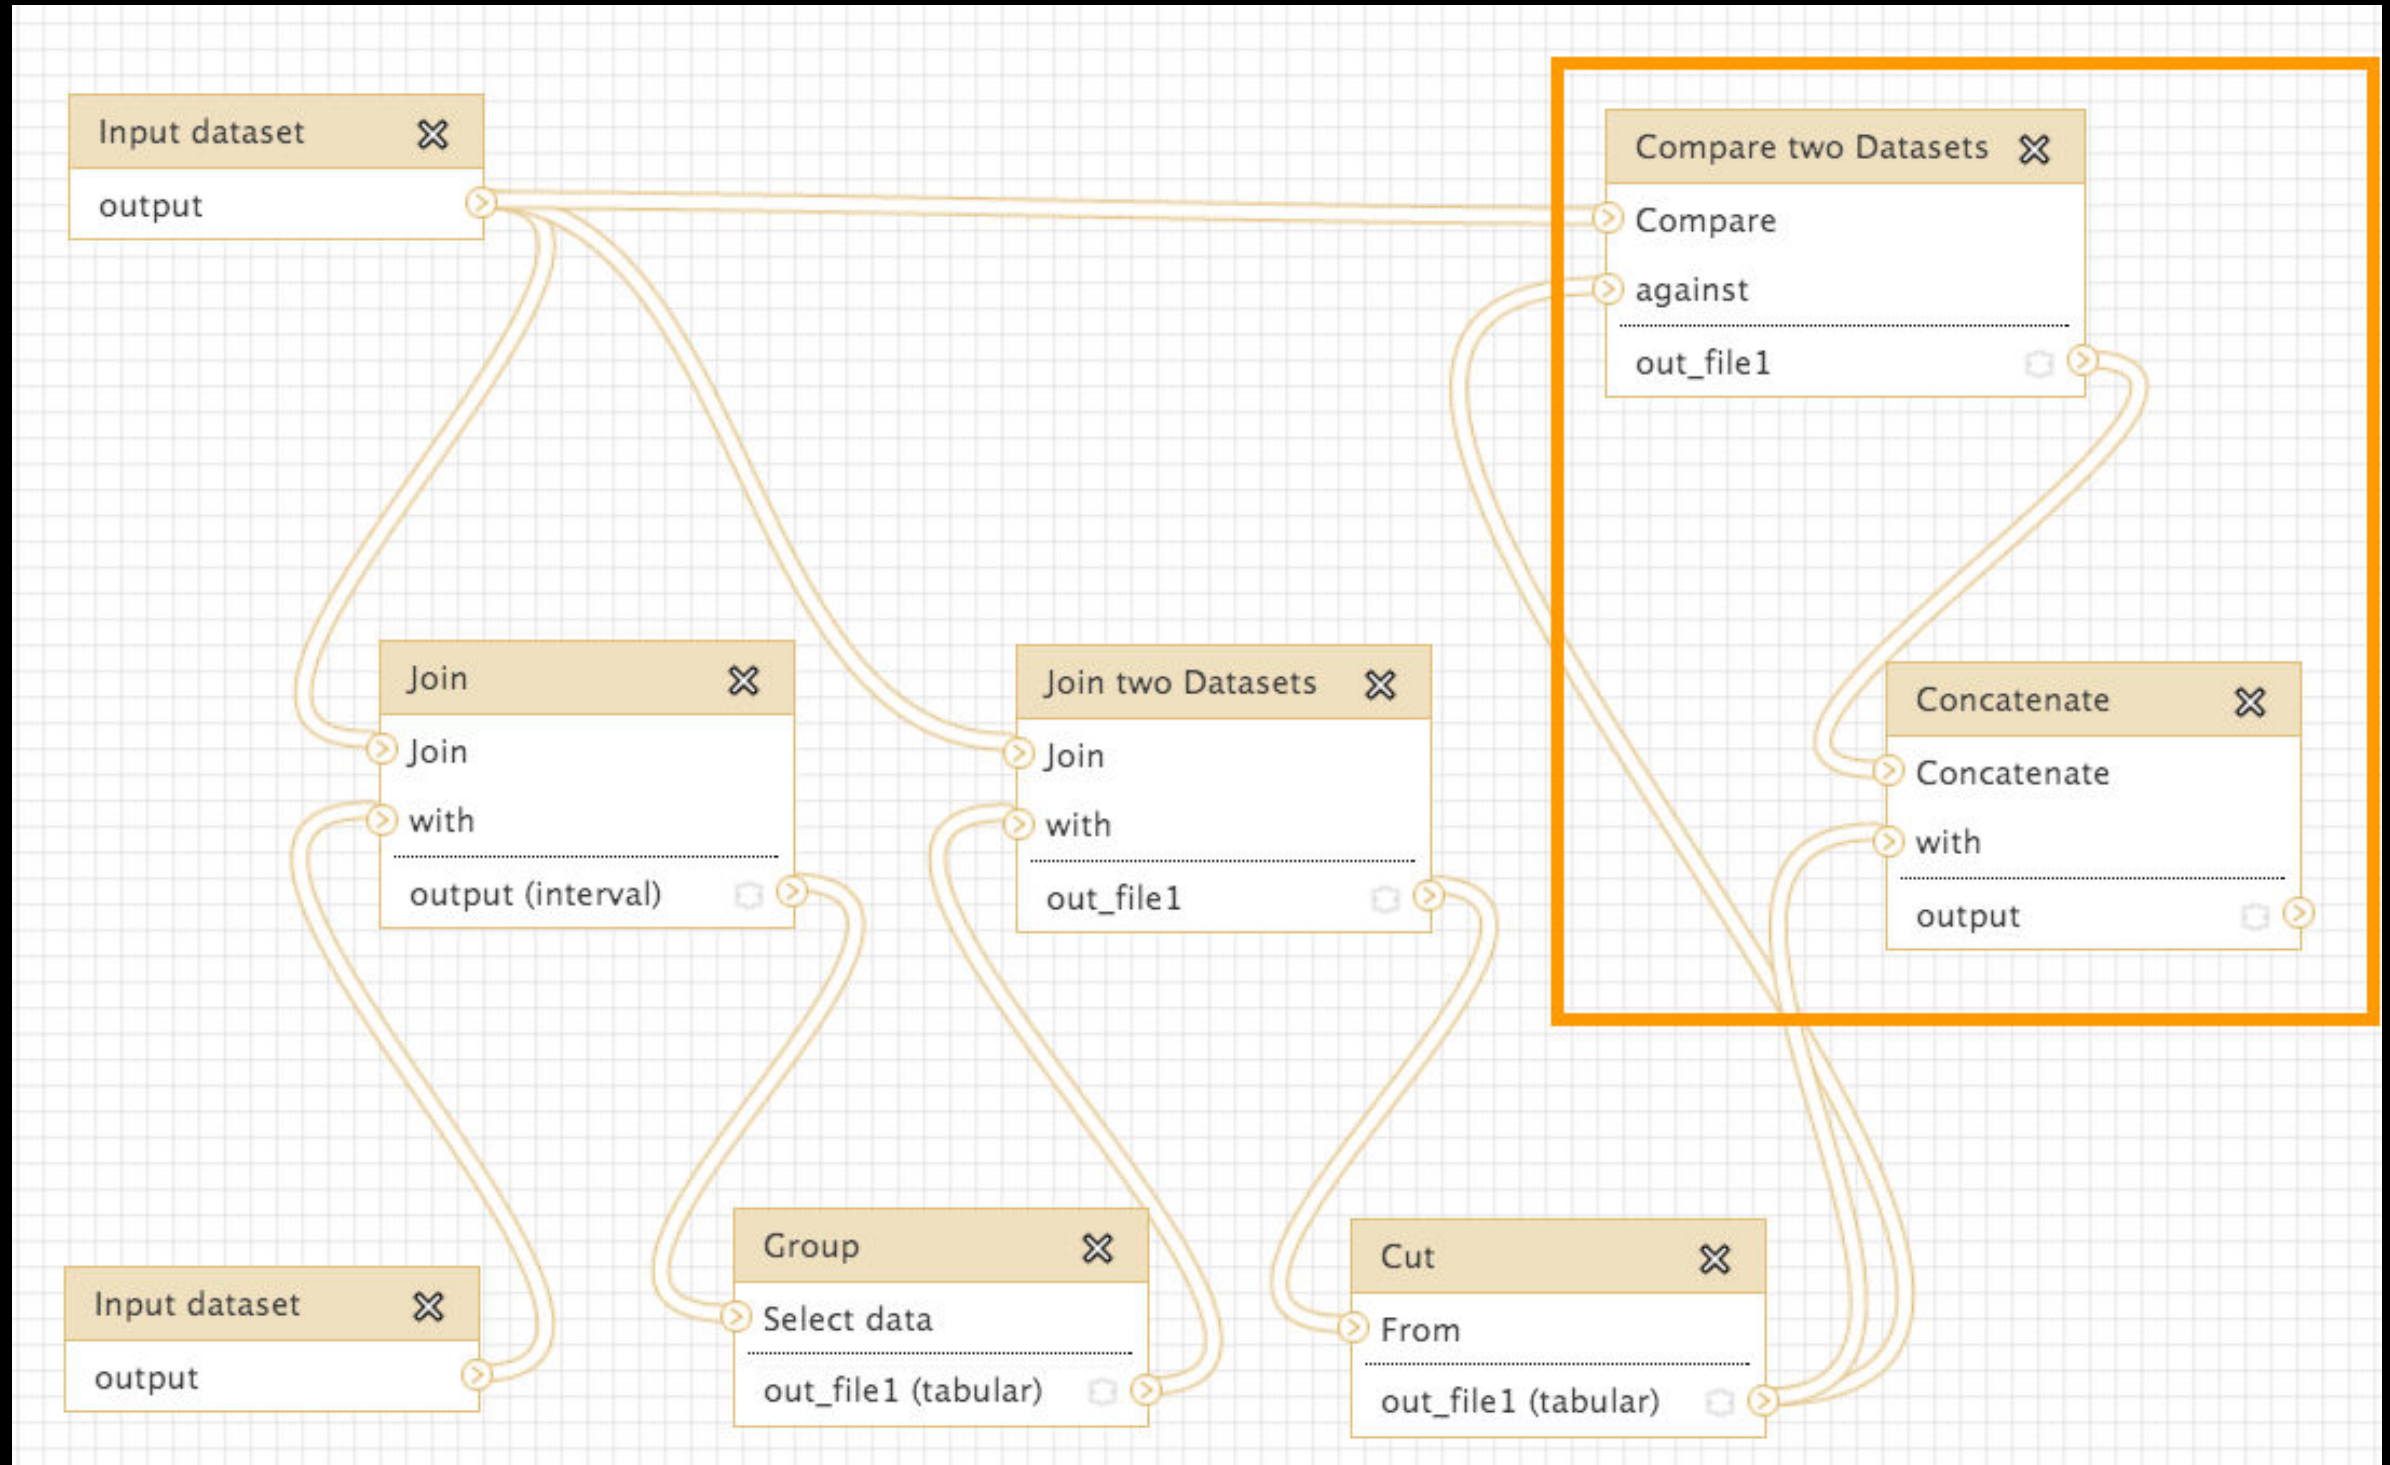 Input dataset
output
Compare two Datasets
Compare
against
out_file1
Join
Join
with
output (interval)
Join two Datasets
Join
with
out_file1
Concatenate
Concatenate
with
output
Input dataset
output
Group
Select data
out_file1 (tabular)
Cut
From
out_file1 (tabular)